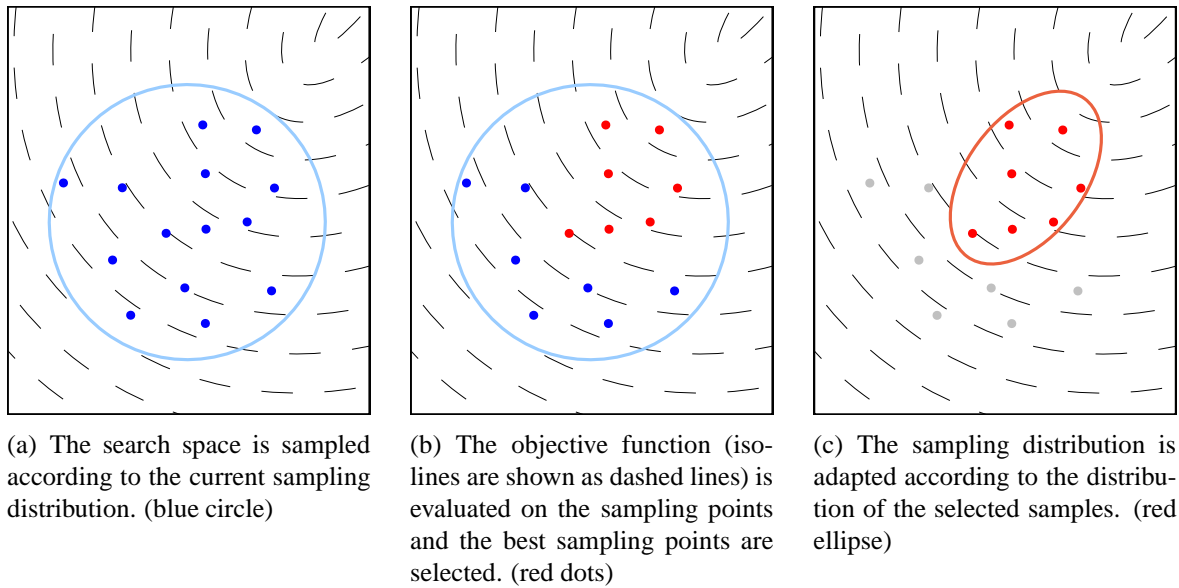 (a) The search space is sampled
according to the current sampling
distribution. (blue circle)
(b) The objective function (iso-
lines are shown as dashed lines) is
evaluated on the sampling points
and the best sampling points are
selected. (red dots)
(c) The sampling distribution is
adapted according to the distribu-
tion of the selected samples. (red
ellipse)